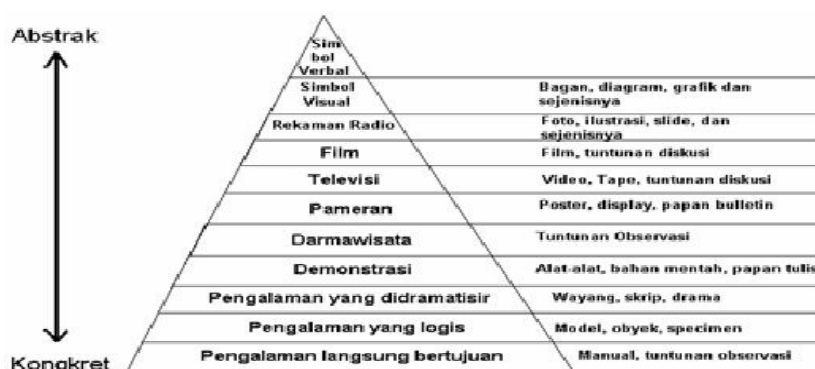 Abstrak
Sim
bol
Verbal
Simbol
Visual
Bagan, diagram, grafik dan
sejenisnya
Rekaman Radio
Foto, ilustrasi, slide, dan
sejenisnya
Film
Film, tuntunan diskusi
Televisi
Video, Tape, tuntunan diskusi
Pameran
Poster, display, papan bulletin
Darmawisata
Tuntunan Observasi
Demonstrasi
Alat-alat, bahan mentah, papan tulis
Pengalaman yang didramatisir
Wayang, skrip, drama
Pengalaman yang logis
Model, obyek, specimen
Kongkret
Pengalaman langsung bertujuan
Manual, tuntunan observasi